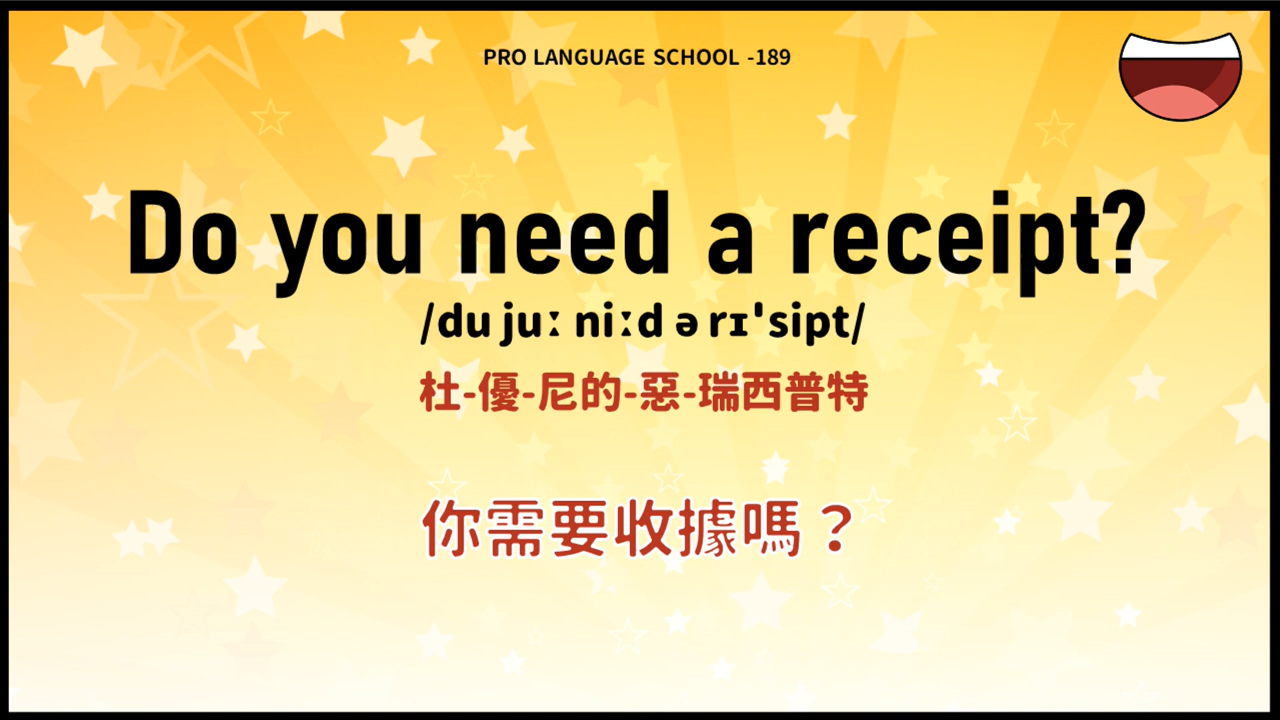 PRO LANGUAGE SCHOOL -189
Do you need a receipt?
/du juː niːd ə rɪ'sipt/
杜-優-尼的-惡-瑞西普特
你需要收據嗎？